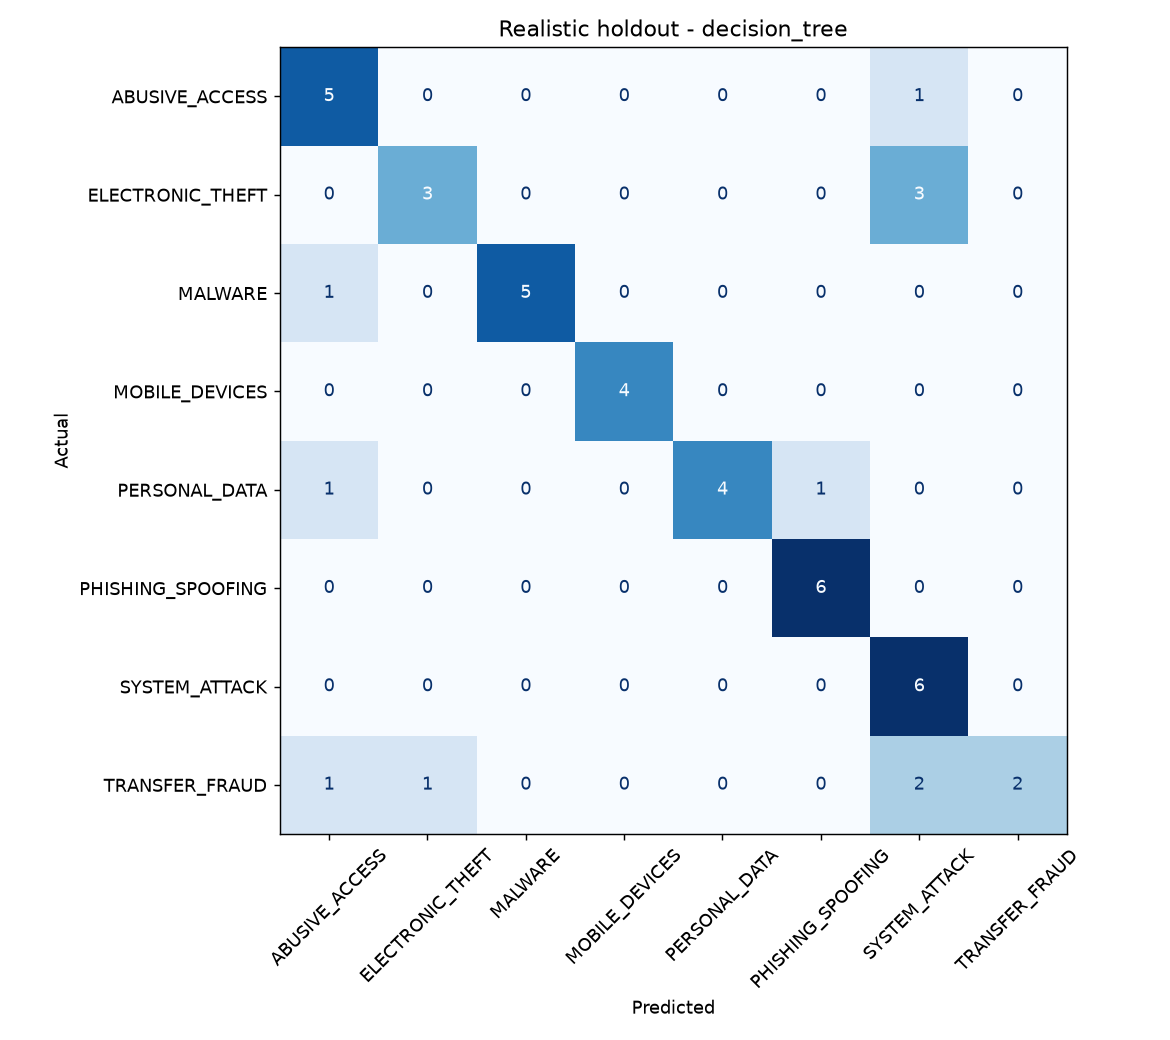 Realistic holdout - decision_tree
Actual
ABUSIVE_ACCESS 5 0 0 0 0 0 1 0
ELECTRONIC_THEFT 0 3 0 0 0 0 3 0
MALWARE 1 0 5 0 0 0 0 0
MOBILE_DEVICES 0 0 0 4 0 0 0 0
PERSONAL_DATA 1 0 0 0 4 1 0 0
PHISHING_SPOOFING 0 0 0 0 0 6 0 0
SYSTEM_ATTACK 0 0 0 0 0 0 6 0
TRANSFER_FRAUD 1 1 0 0 0 0 2 2
ABUSIVE_ACCESS ELECTRONIC_THEFT MALWARE MOBILE_DEVICES PERSONAL_DATA PHISHING_SPOOFING SYSTEM_ATTACK TRANSFER_FRAUD
Predicted